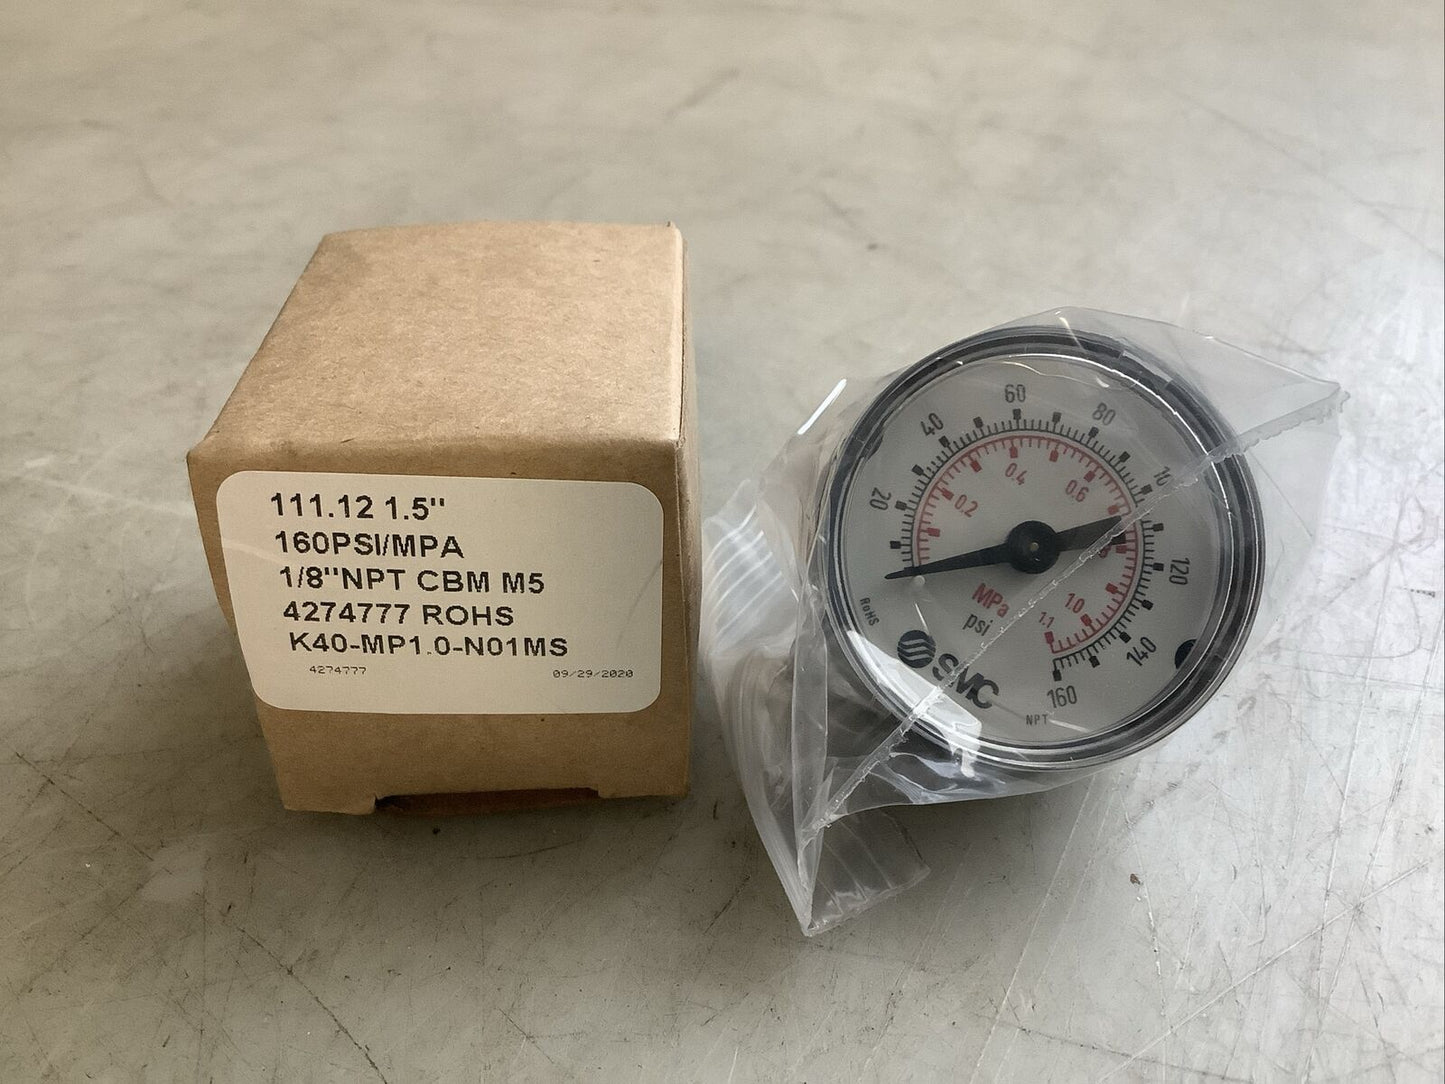 111.12 1.5"
160PSI/MPA
1/8"NPT CBM M5
4274777 ROHS
K40-MP1.0-N01MS
4274777 09/29/2020
20 40 60 80 120 140 160
0.2 0.4 0.6 1.0 1.1
MPa
psi
RoHS
SMC
NPT